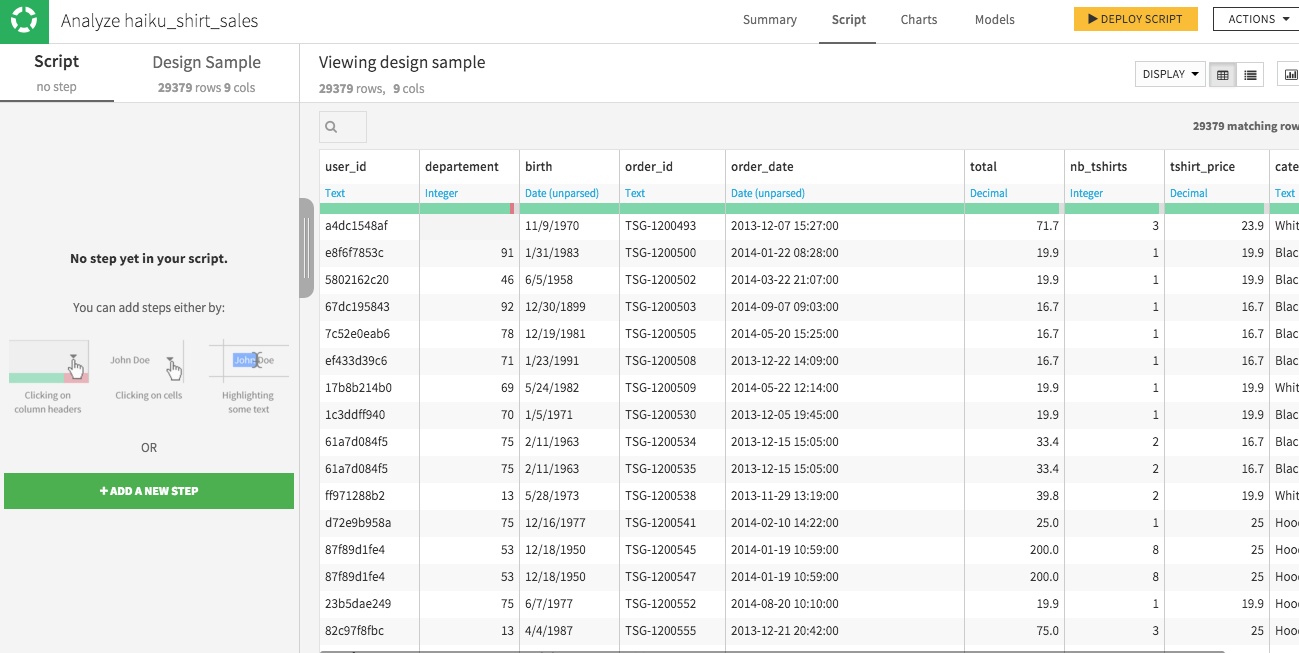 Analyze haiku_shirt_sales
Summary
Script
Charts
Models
DEPLOY SCRIPT
ACTIONS
Script
no step
Design Sample
29379 rows 9 cols
Viewing design sample
29379 rows, 9 cols
DISPLAY
29379 matching row
No step yet in your script.
You can add steps either by:
John Doe
John Doe
Clicking on
column headers
Clicking on cells
Highlighting
some text
OR
+ ADD A NEW STEP
user_id departement birth order_id order_date total nb_tshirts tshirt_price cate
Text Integer Date (unparsed) Text Date (unparsed) Decimal Integer Decimal Text
a4dc1548af 11/9/1970 TSG-1200493 2013-12-07 15:27:00 71.7 3 23.9 Whit
e8f6f7853c 91 1/31/1983 TSG-1200500 2014-01-22 08:28:00 19.9 1 19.9 Blac
5802162c20 46 6/5/1958 TSG-1200502 2014-03-22 21:07:00 19.9 1 19.9 Blac
67dc195843 92 12/30/1899 TSG-1200503 2014-09-07 09:03:00 16.7 1 16.7 Blac
7c52e0eab6 78 12/19/1981 TSG-1200505 2014-05-20 15:25:00 16.7 1 16.7 Blac
ef433d39c6 71 1/23/1991 TSG-1200508 2013-12-22 14:09:00 16.7 1 16.7 Blac
17b8b214b0 69 5/24/1982 TSG-1200509 2014-05-22 12:14:00 19.9 1 19.9 Whit
1c3ddff940 70 1/5/1971 TSG-1200530 2013-12-05 19:45:00 19.9 1 19.9 Blac
61a7d084f5 75 2/11/1963 TSG-1200534 2013-12-15 15:05:00 33.4 2 16.7 Blac
61a7d084f5 75 2/11/1963 TSG-1200535 2013-12-15 15:05:00 33.4 2 16.7 Blac
ff971288b2 13 5/28/1973 TSG-1200538 2013-11-29 13:19:00 39.8 2 19.9 Whit
d72e9b958a 75 12/16/1977 TSG-1200541 2014-02-10 14:22:00 25.0 1 25 Hood
87f89d1fe4 53 12/18/1950 TSG-1200545 2014-01-19 10:59:00 200.0 8 25 Hood
87f89d1fe4 53 12/18/1950 TSG-1200547 2014-01-19 10:59:00 200.0 8 25 Hood
23b5dae249 75 6/7/1977 TSG-1200552 2014-08-20 10:10:00 19.9 1 19.9 Hood
82c97f8fbc 13 4/4/1987 TSG-1200555 2013-12-21 20:42:00 75.0 3 25 Hood